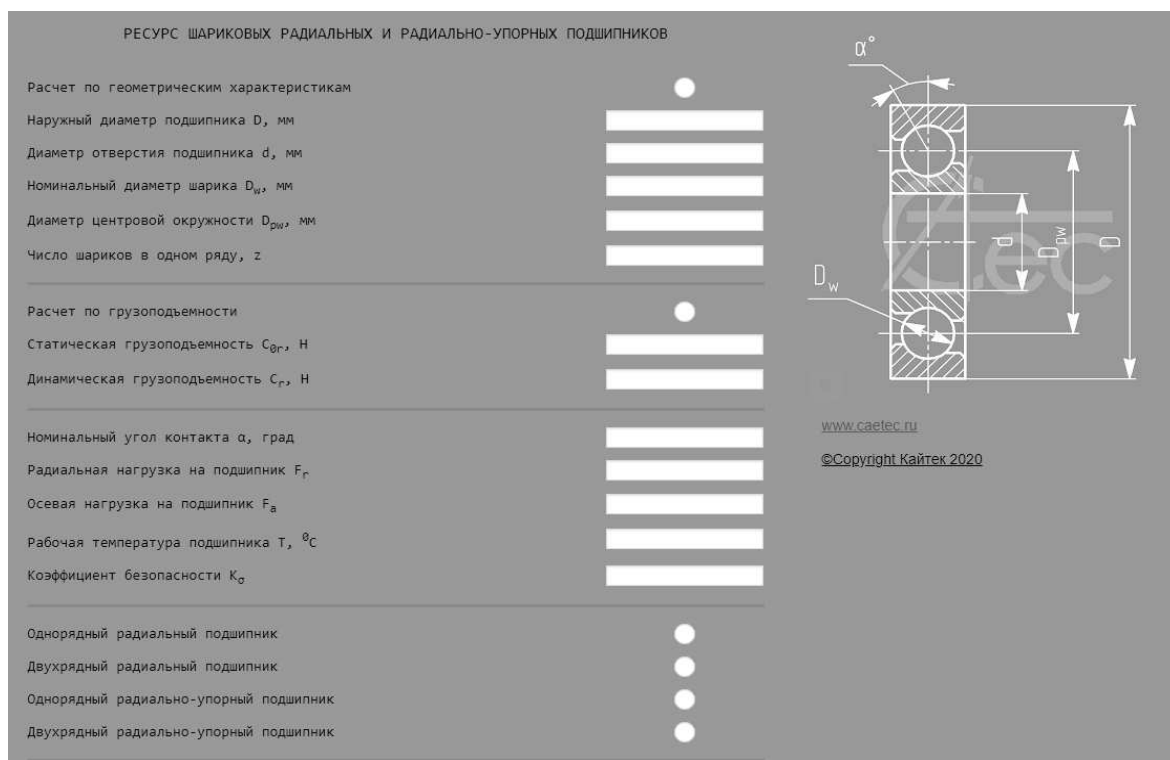 РЕСУРС ШАРИКОВЫХ РАДИАЛЬНЫХ И РАДИАЛЬНО-УПОРНЫХ ПОДШИПНИКОВ
Расчет по геометрическим характеристикам
Наружный диаметр подшипника D, мм
Диаметр отверстия подшипника d, мм
Номинальный диаметр шарика Dw, мм
Диаметр центровой окружности Dpw, мм
Число шариков в одном ряду, z
Расчет по грузоподъемности
Статическая грузоподъемность C0r, Н
Динамическая грузоподъемность Cr, Н
Номинальный угол контакта α, град
Радиальная нагрузка на подшипник Fr
Осевая нагрузка на подшипник Fa
Рабочая температура подшипника T, ⁰C
Коэффициент безопасности Kσ
Однорядный радиальный подшипник
Двухрядный радиальный подшипник
Однорядный радиально-упорный подшипник
Двухрядный радиально-упорный подшипник
α°
d
Dpw
D
Dw
C.ec
www.caetec.ru
©Copyright Кайтек 2020